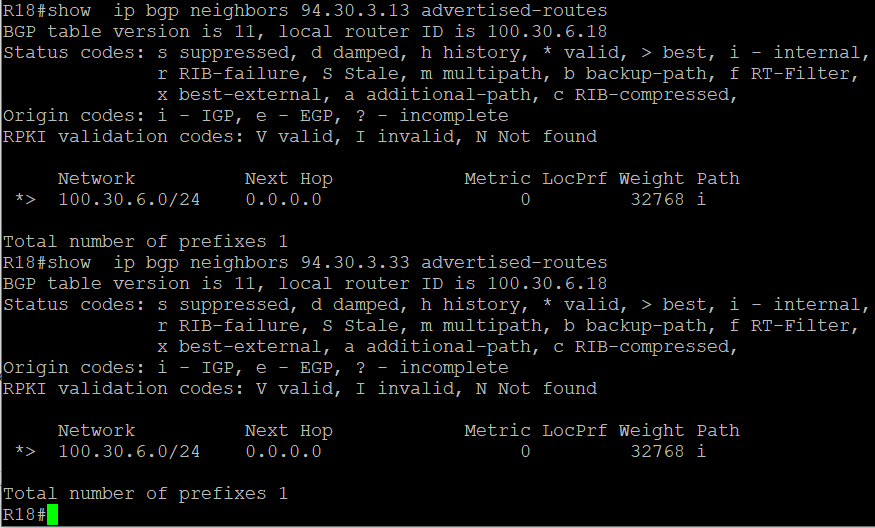 R18#show  ip bgp neighbors 94.30.3.13 advertised-routes
BGP table version is 11, local router ID is 100.30.6.18
Status codes: s suppressed, d damped, h history, * valid, > best, i - internal,
              r RIB-failure, S Stale, m multipath, b backup-path, f RT-Filter,
              x best-external, a additional-path, c RIB-compressed,
Origin codes: i - IGP, e - EGP, ? - incomplete
RPKI validation codes: V valid, I invalid, N Not found

     Network          Next Hop            Metric LocPrf Weight Path
 *>  100.30.6.0/24    0.0.0.0                  0         32768 i

Total number of prefixes 1
R18#show  ip bgp neighbors 94.30.3.33 advertised-routes
BGP table version is 11, local router ID is 100.30.6.18
Status codes: s suppressed, d damped, h history, * valid, > best, i - internal,
              r RIB-failure, S Stale, m multipath, b backup-path, f RT-Filter,
              x best-external, a additional-path, c RIB-compressed,
Origin codes: i - IGP, e - EGP, ? - incomplete
RPKI validation codes: V valid, I invalid, N Not found

     Network          Next Hop            Metric LocPrf Weight Path
 *>  100.30.6.0/24    0.0.0.0                  0         32768 i

Total number of prefixes 1
R18#